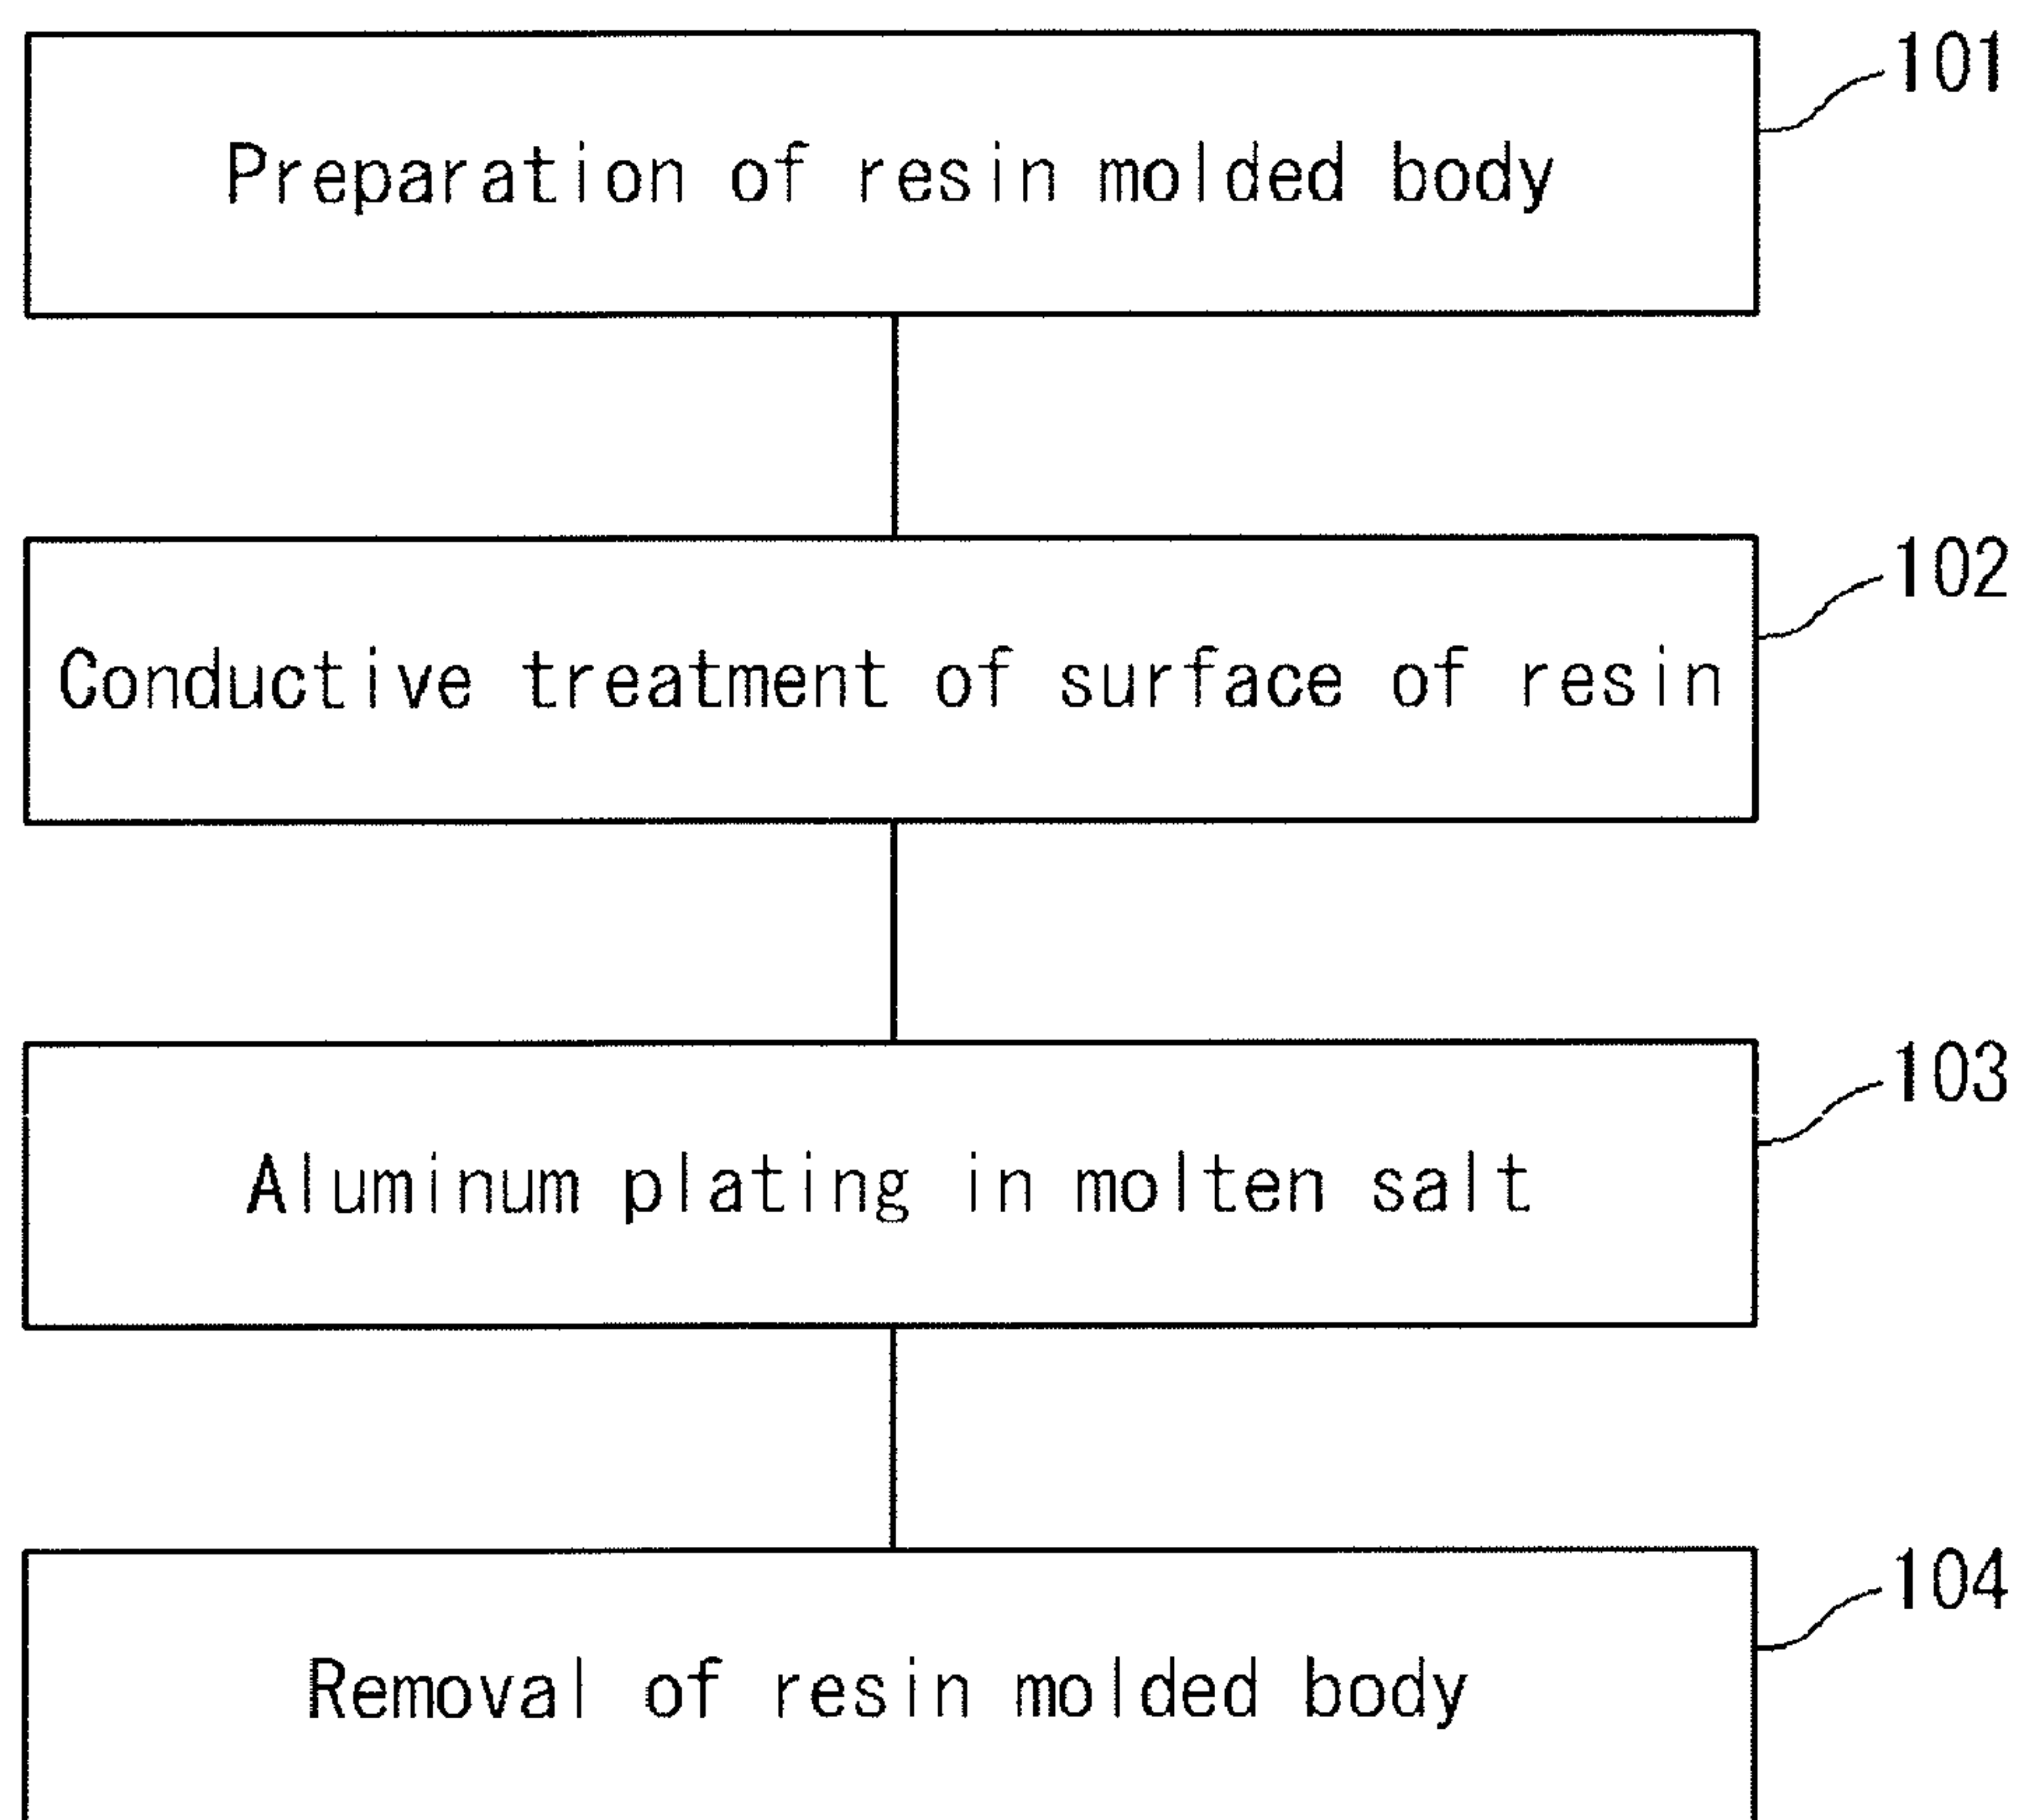 101
Preparation of resin molded body
102
Conductive treatment of surface of resin
103
Aluminum plating in molten salt
104
Removal of resin molded body